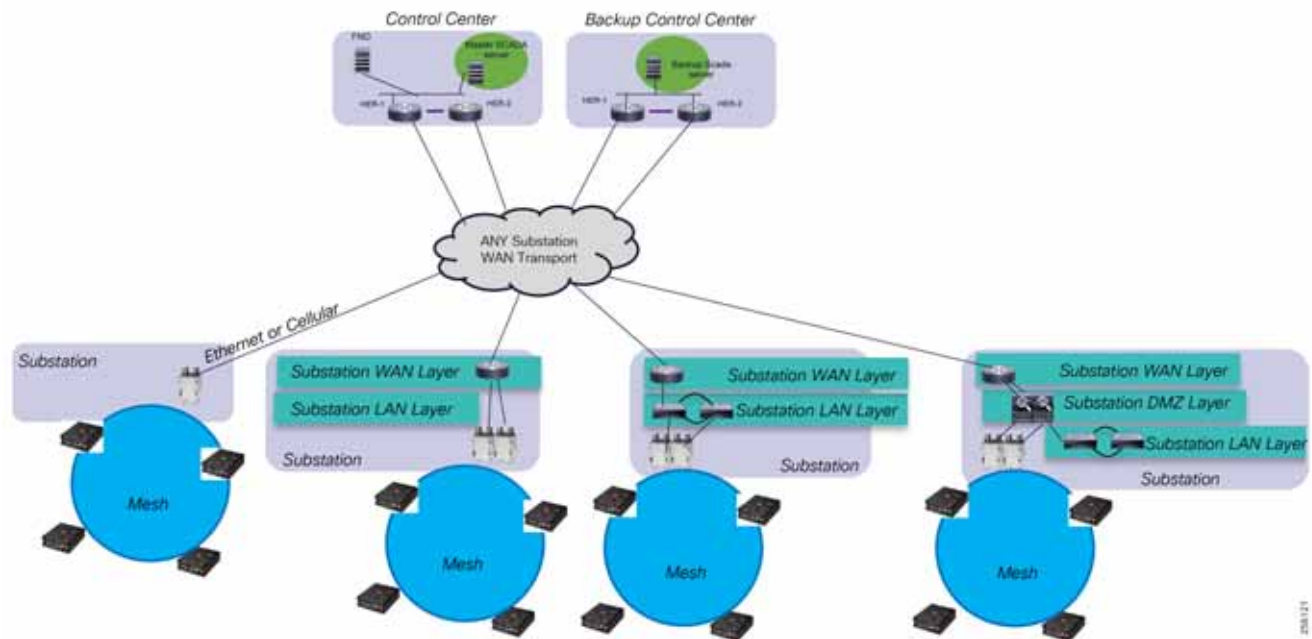 Control Center
Backup Control Center
FND
Master SCADA
server
Backup Scada
server
HER-1
HER-2
HER-1
HER-2
ANY Substation
WAN Transport
Ethernet or Cellular
Substation
Substation WAN Layer
Substation LAN Layer
Substation
Substation WAN Layer
Substation LAN Layer
Substation
Substation WAN Layer
Substation DMZ Layer
Substation LAN Layer
Substation
Mesh
Mesh
Mesh
Mesh